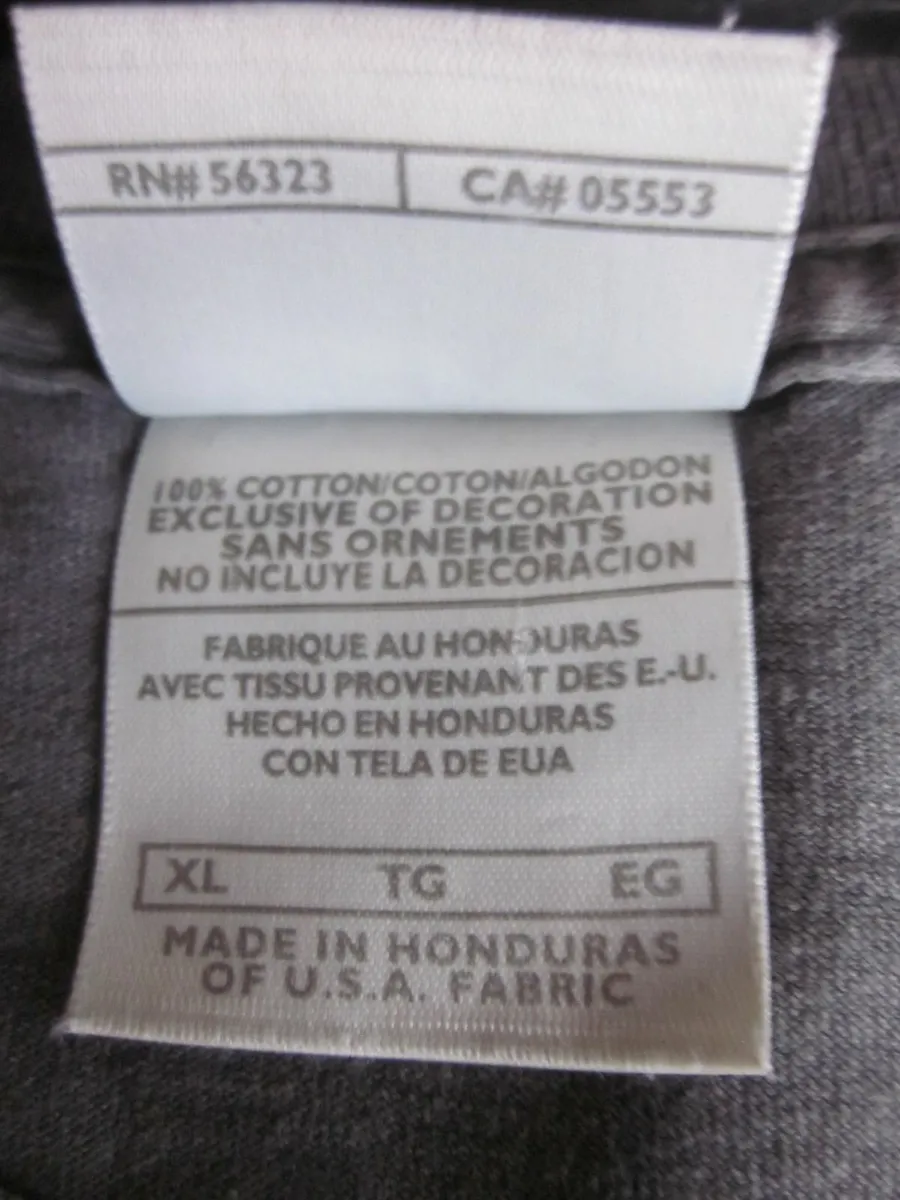 RN# 56323 CA# 05553
100% COTTON/COTON/ALGODON
EXCLUSIVE OF DECORATION
SANS ORNEMENTS
NO INCLUYE LA DECORACION
FABRIQUE AU HONDURAS
AVEC TISSU PROVENANT DES E.-U.
HECHO EN HONDURAS
CON TELA DE EUA
XL TG EG
MADE IN HONDURAS
OF U.S.A. FABRIC